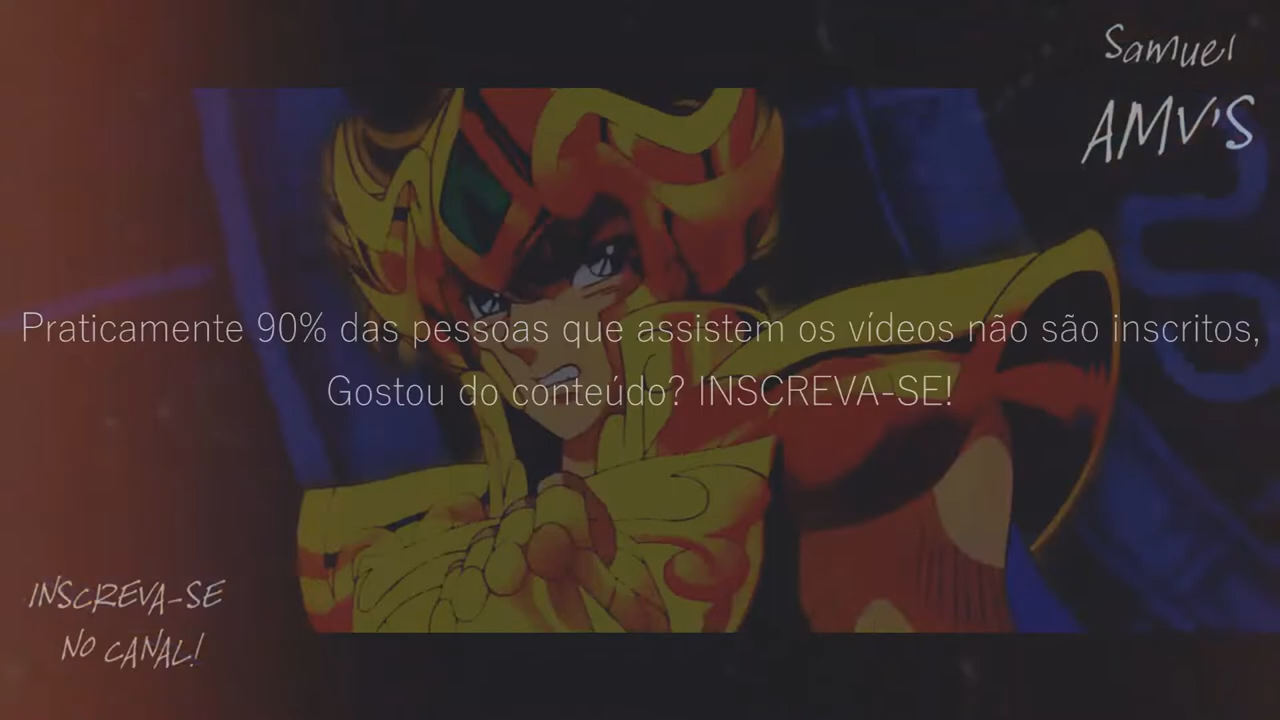 Samuel
AMV'S
Praticamente 90% das pessoas que assistem os vídeos não são inscritos,
Gostou do conteúdo? INSCREVA-SE!
INSCREVA-SE
NO CANAL!